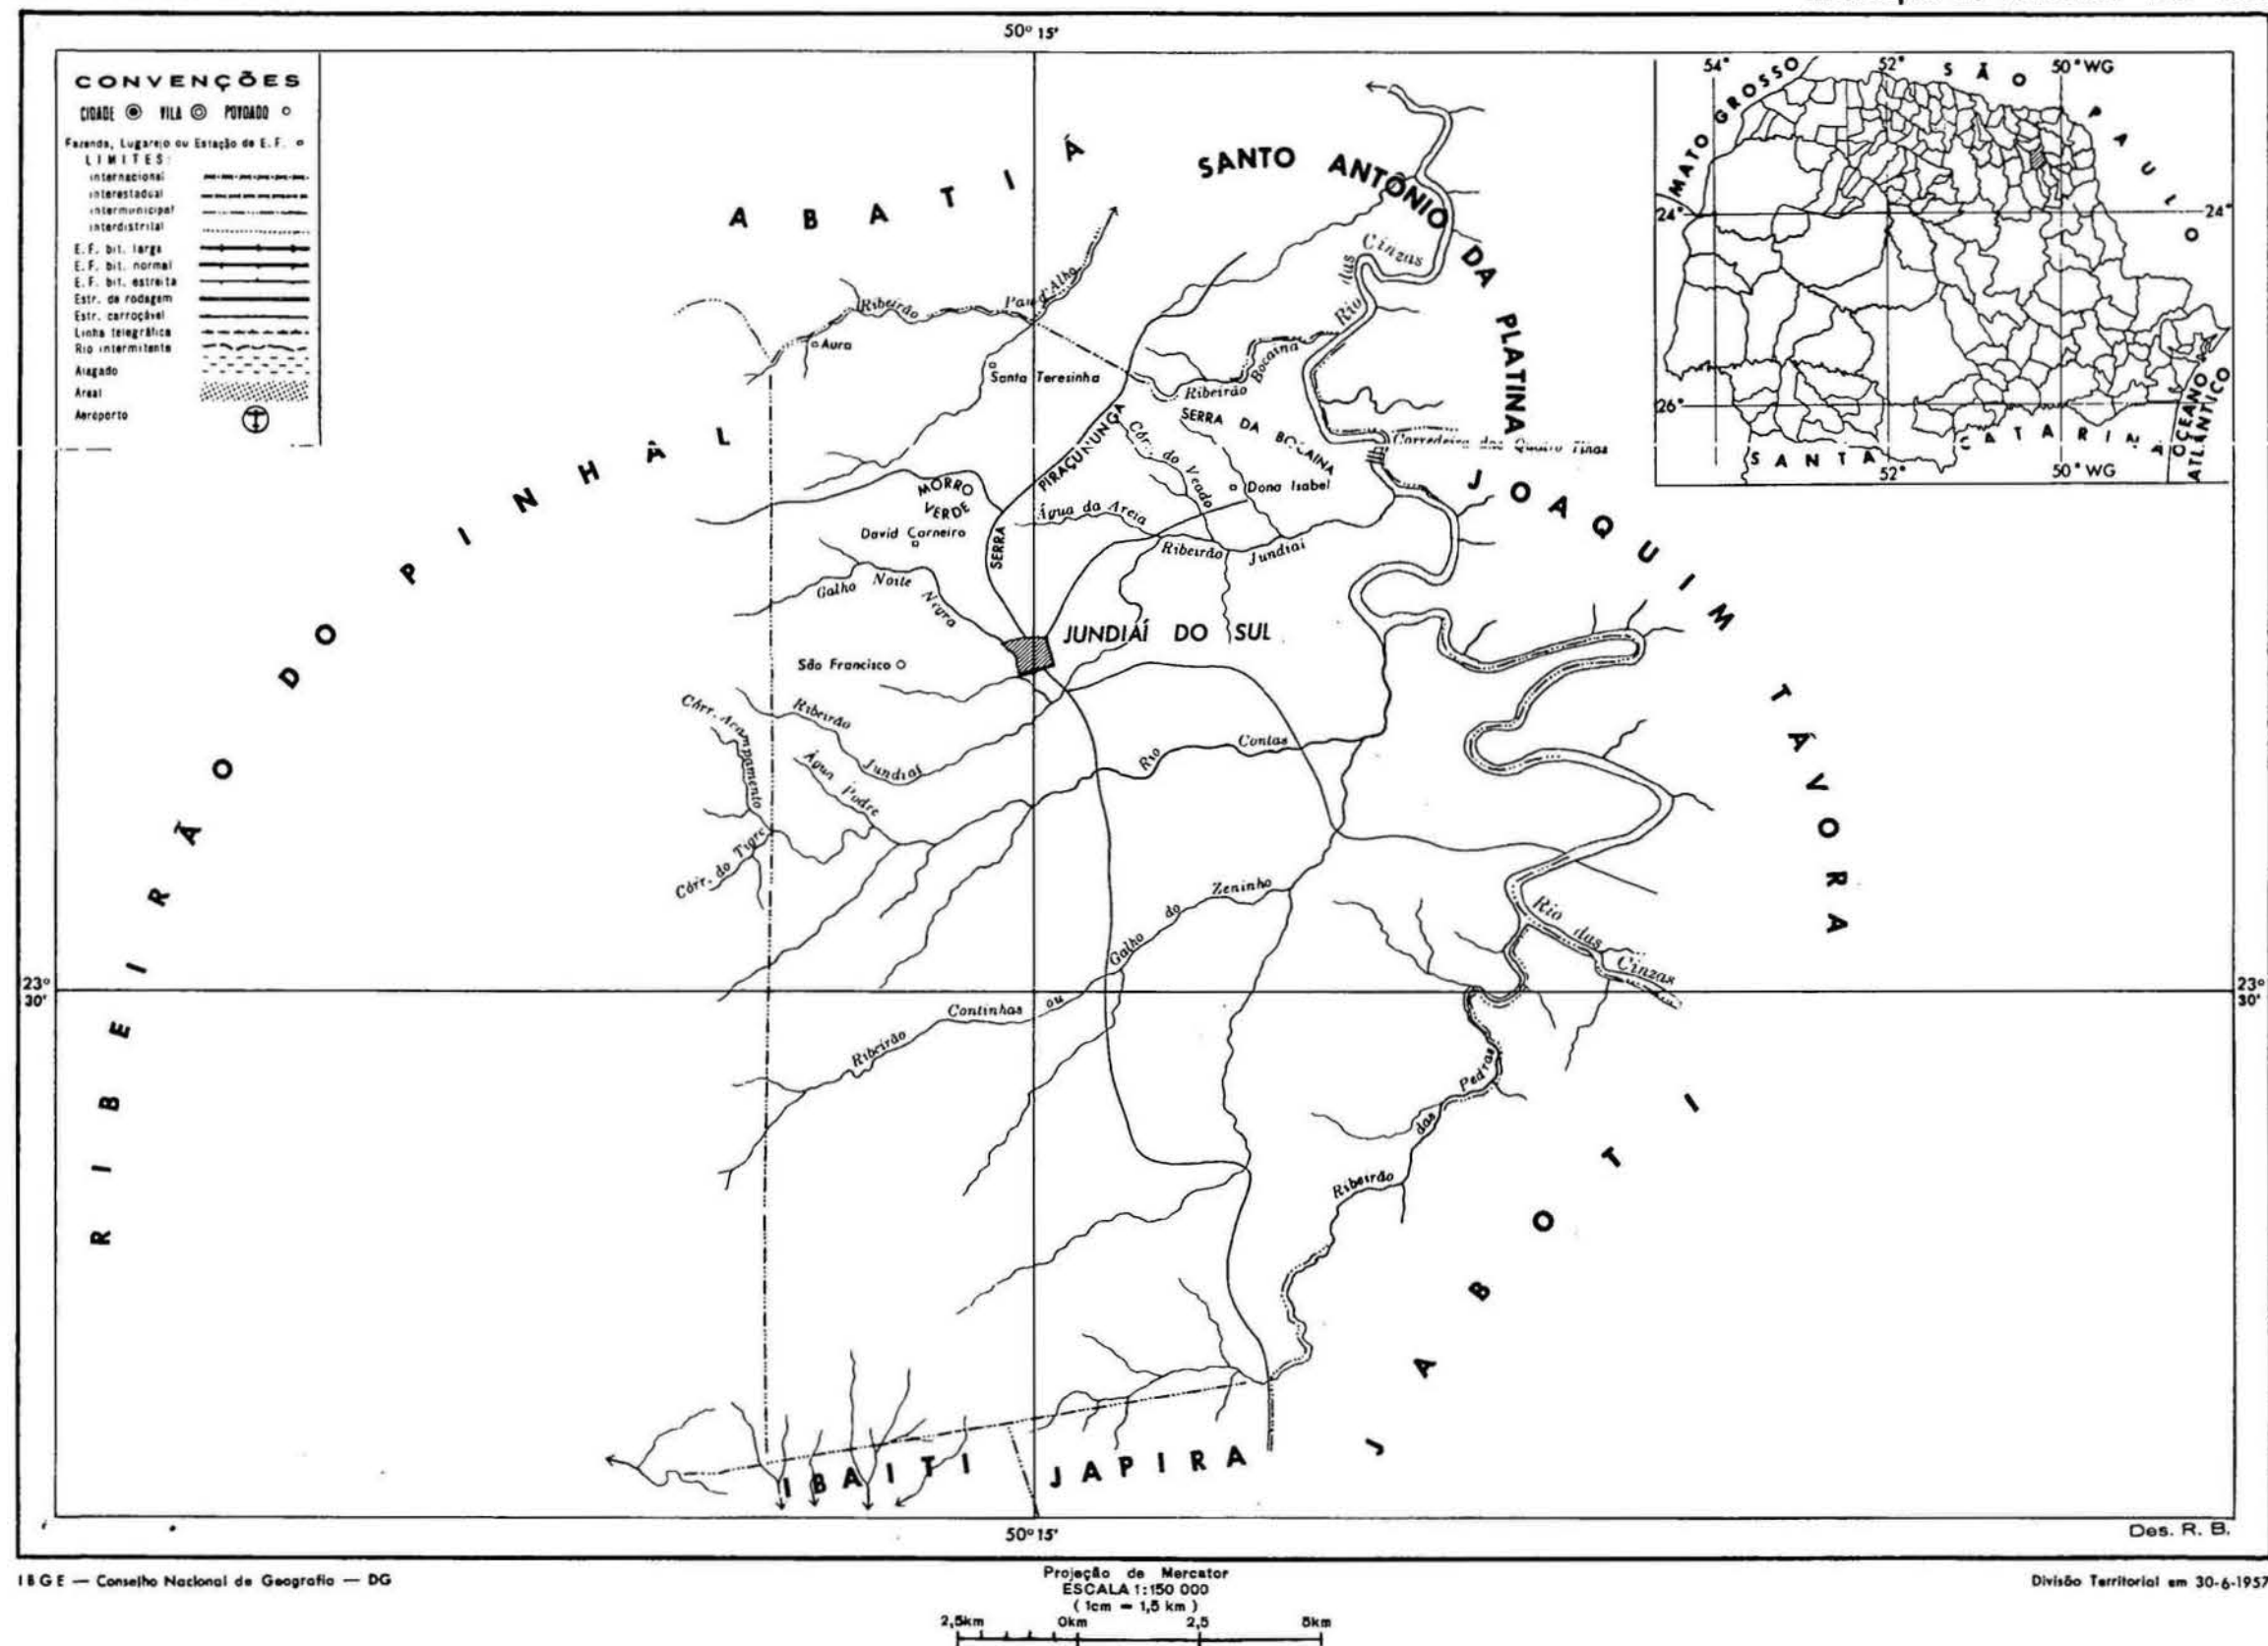 50° 15'
CONVENÇÕES
CIDADE VILA POVOADO
Fazenda, Lugarejo ou Estação de E.F.
LIMITES:
internacional
interestadual
intermunicipal
interdistrital
E.F. bit. larga
E.F. bit. normal
E.F. bit. estreita
Estr. de rodagem
Estr. carroçável
Linha telegráfica
Rio intermitente
Alagado
Areal
Aeroporto
54° 52° 50° WG
MATO GROSSO
SÃO PAULO
24° 24°
26°
OCEANO ATLÂNTICO
SANTA CATARINA
52° 50° WG
ABATIÁ
SANTO ANTÔNIO DA PLATINA
Rio das Cinzas
Ribeirão Pau d'Alho
Aura
Santa Teresinha
Ribeirão Bocaina
SERRA DA BOCAINA
Corredeira dos Quatro
SERRA PIRAÇUNUNGA
Córr. do Veado
Dona Isabel
MORRO VERDE
Água da Areia
David Carneiro
Ribeirão Jundiaí
Galho Noite Negra
JOAQUIM TÁVORA
RIBEIRÃO DO PINHAL
JUNDIAÍ DO SUL
São Francisco
Córr. Acampamento
Ribeirão Jundiaí
Água Podre
Rio Contas
Córr. do Tigre
Ribeirão Continhas ou Galho do Zeninho
Rio das Cinzas
23° 30'
23° 30'
Ribeirão das Pedras
JABOTI
IBAITI
JAPIRA
50° 15'
Des. R. B.
IBGE — Conselho Nacional de Geografia — DG
Projeção de Mercator
ESCALA 1:150 000
( 1cm = 1,5 km )
2,5km 0km 2,5 5km
Divisão Territorial em 30-6-1957